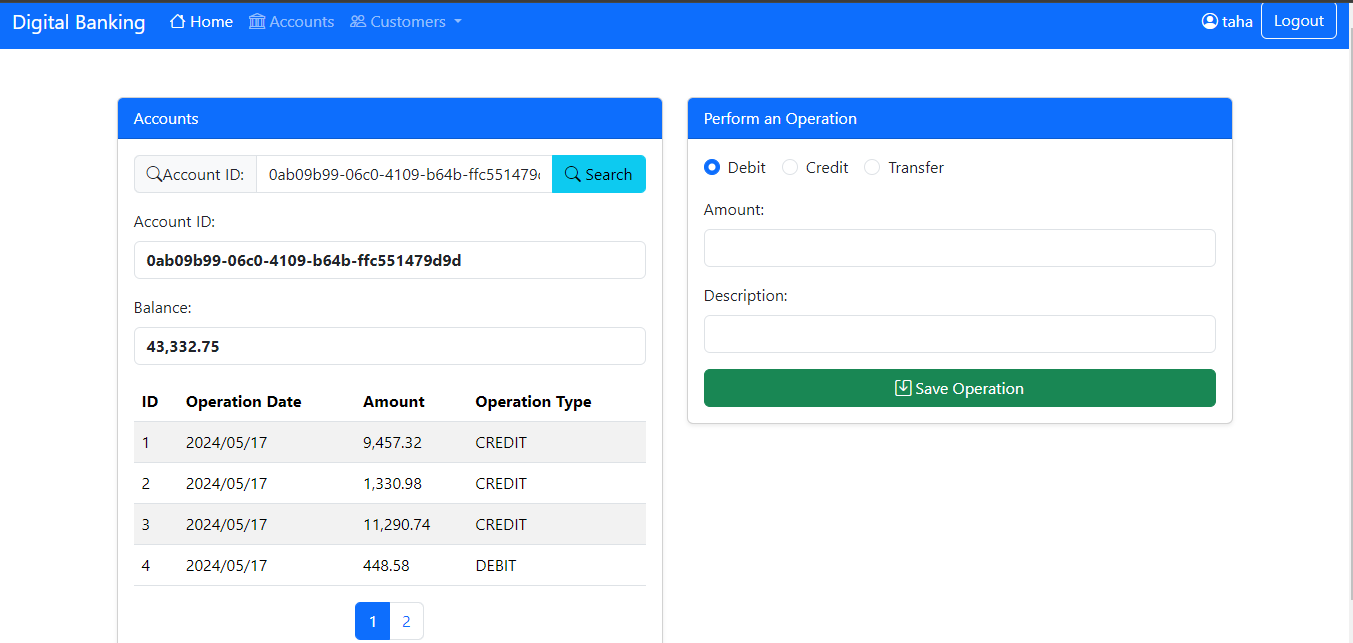 Digital Banking Home Accounts Customers taha Logout
Accounts
Account ID: 0ab09b99-06c0-4109-b64b-ffc551479 Search
Account ID:
0ab09b99-06c0-4109-b64b-ffc551479d9d
Balance:
43,332.75
ID Operation Date Amount Operation Type
1 2024/05/17 9,457.32 CREDIT
2 2024/05/17 1,330.98 CREDIT
3 2024/05/17 11,290.74 CREDIT
4 2024/05/17 448.58 DEBIT
1 2
Perform an Operation
Debit Credit Transfer
Amount:
Description:
Save Operation